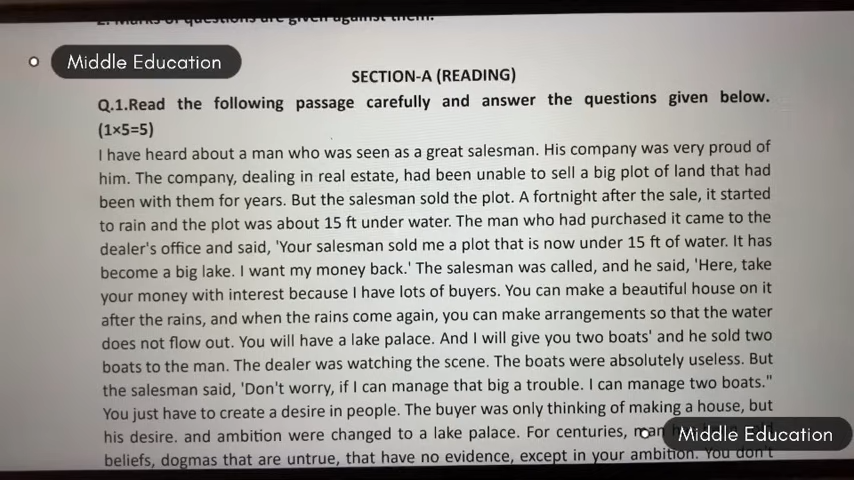 2. Marks of questions are given against them.
Middle Education
SECTION-A (READING)
Q.1.Read the following passage carefully and answer the questions given below.
(1×5=5)
I have heard about a man who was seen as a great salesman. His company was very proud of
him. The company, dealing in real estate, had been unable to sell a big plot of land that had
been with them for years. But the salesman sold the plot. A fortnight after the sale, it started
to rain and the plot was about 15 ft under water. The man who had purchased it came to the
dealer's office and said, 'Your salesman sold me a plot that is now under 15 ft of water. It has
become a big lake. I want my money back.' The salesman was called, and he said, 'Here, take
your money with interest because I have lots of buyers. You can make a beautiful house on it
after the rains, and when the rains come again, you can make arrangements so that the water
does not flow out. You will have a lake palace. And I will give you two boats' and he sold two
boats to the man. The dealer was watching the scene. The boats were absolutely useless. But
the salesman said, 'Don't worry, if I can manage that big a trouble. I can manage two boats."
You just have to create a desire in people. The buyer was only thinking of making a house, but
his desire. and ambition were changed to a lake palace. For centuries, man
Middle Education
beliefs, dogmas that are untrue, that have no evidence, except in your ambition. You don't